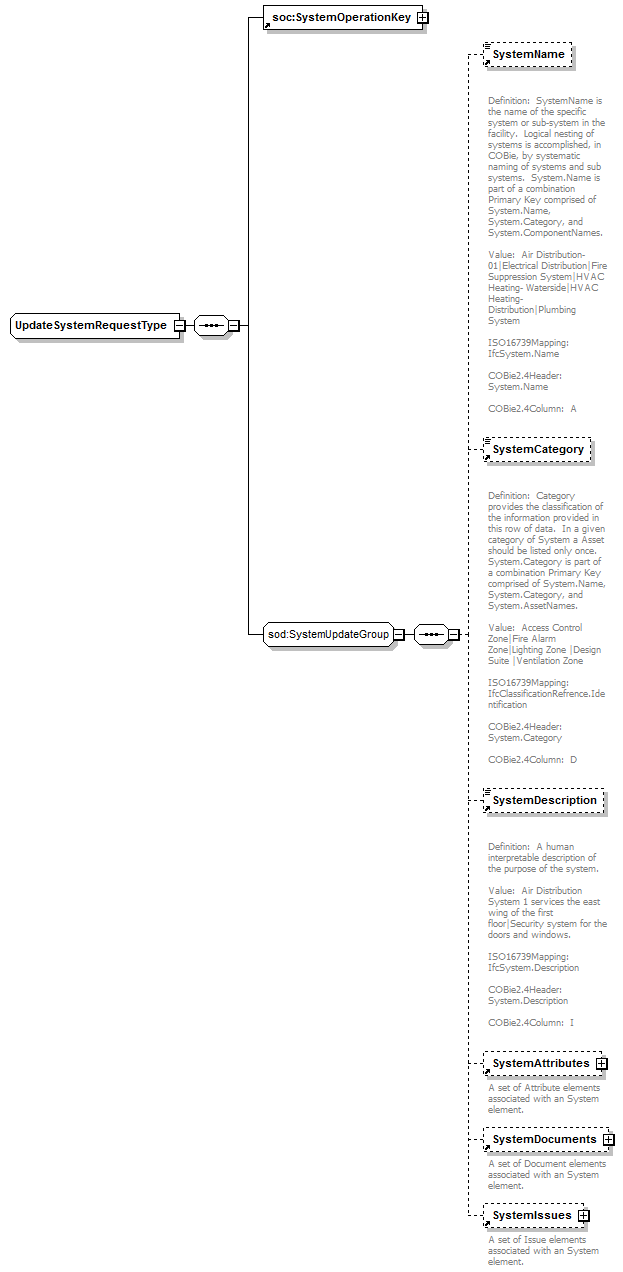 soc:SystemOperationKey
SystemName
Definition:  SystemName is
the name of the specific
system or sub-system in the
facility.  Logical nesting of
systems is accomplished, in
COBie, by systematic
naming of systems and sub
systems.  System.Name is
part of a combination
Primary Key comprised of
System.Name,
System.Category, and
System.ComponentNames.
Value:  Air Distribution-
01|Electrical Distribution|Fire
Suppression System|HVAC
Heating- Waterside|HVAC
Heating-
Distribution|Plumbing
System
ISO16739Mapping:
IfcSystem.Name
COBie2.4Header:
System.Name
COBie2.4Column:  A
UpdateSystemRequestType
SystemCategory
Definition:  Category
provides the classification of
the information provided in
this row of data.  In a given
category of System a Asset
should be listed only once.
System.Category is part of
a combination Primary Key
comprised of System.Name,
System.Category, and
System.AssetNames.
Value:  Access Control
Zone|Fire Alarm
Zone|Lighting Zone |Design
Suite |Ventilation Zone
ISO16739Mapping:
IfcClassificationRefrence.Ide
ntification
COBie2.4Header:
System.Category
COBie2.4Column:  D
sod:SystemUpdateGroup
SystemDescription
Definition:  A human
interpretable description of
the purpose of the system.
Value:  Air Distribution
System 1 services the east
wing of the first
floor|Security system for the
doors and windows.
ISO16739Mapping:
IfcSystem.Description
COBie2.4Header:
System.Description
COBie2.4Column:  I
SystemAttributes
A set of Attribute elements
associated with an System
element.
SystemDocuments
A set of Document elements
associated with an System
element.
SystemIssues
A set of Issue elements
associated with an System
element.